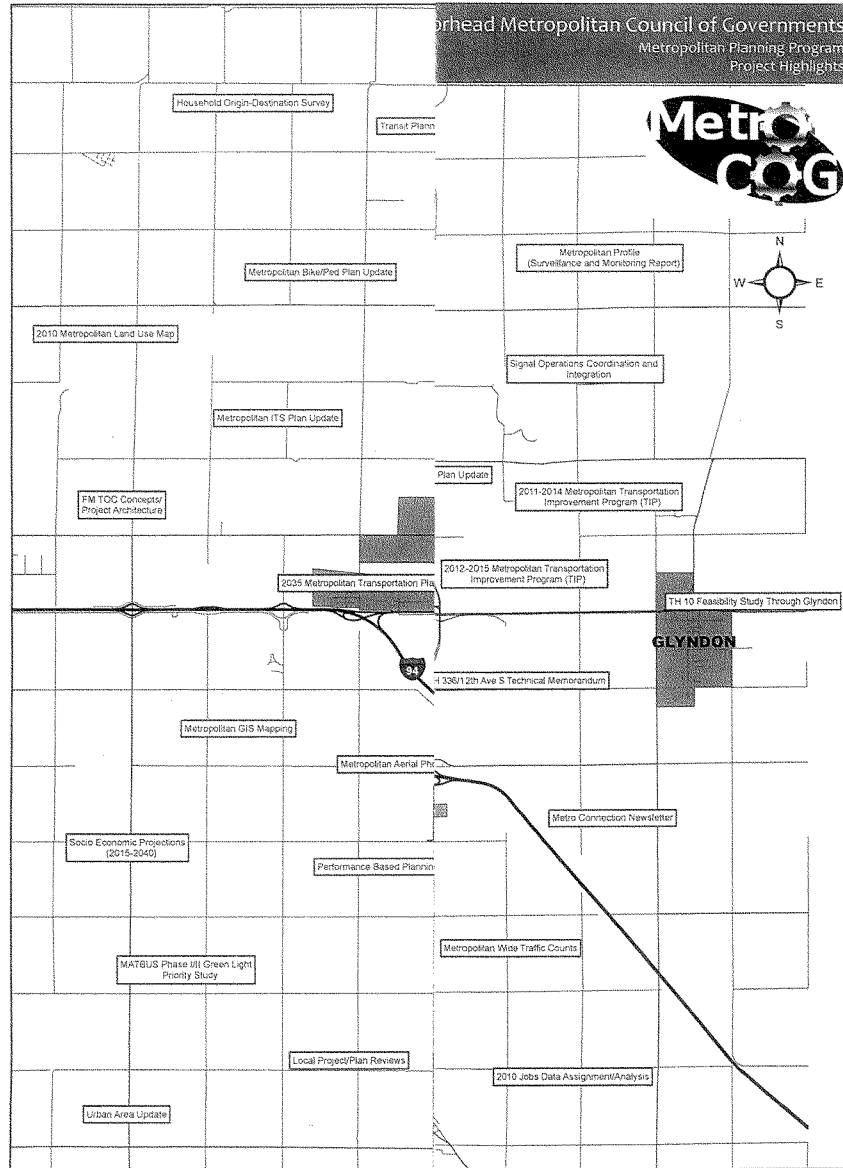 orhead Metropolitan Council of Governments
Metropolitan Planning Program
Project Highlights
Metro
COG
Household Origin-Destination Survey
Transit Plann
Metropolitan Profile
(Surveillance and Monitoring Report)
N
W
E
S
Metropolitan Bike/Ped Plan Update
2010 Metropolitan Land Use Map
Signal Operations Coordination and
Integration
Metropolitan ITS Plan Update
Plan Update
2011-2014 Metropolitan Transportation
Improvement Program (TIP)
FM TOC Concepts/
Project Architecture
2012-2015 Metropolitan Transportation
Improvement Program (TIP)
2035 Metropolitan Transportation Pla
TH 10 Feasibility Study Through Glyndon
GLYNDON
94
H 336/12th Ave S Technical Memorandum
Metropolitan GIS Mapping
Metropolitan Aerial Pho
Metro Connection Newsletter
Socio Economic Projections
(2015-2040)
Performance Based Planning
Metropolitan Wide Traffic Counts
MATBUS Phase I/II Green Light
Priority Study
Local Project/Plan Reviews
2010 Jobs Data Assignment/Analysis
Urban Area Update